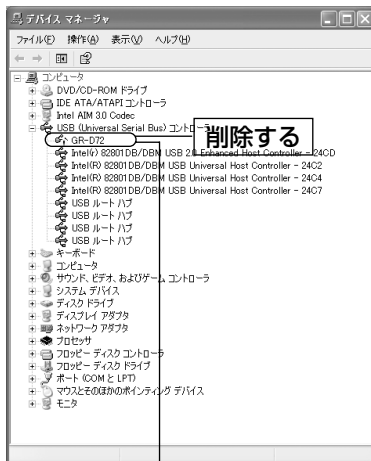 デバイス マネージャ
ファイル(F) 操作(A) 表示(V) ヘルプ(H)
コンピュータ
DVD/CD-ROM ドライブ
IDE ATA/ATAPI コントローラ
Intel AIM 3.0 Codec
USB (Universal Serial Bus) コントローラ
GR-D72
削除する
Intel(r) 82801DB/DBM USB 2.0 Enhanced Host Controller - 24CD
Intel(R) 82801DB/DBM USB Universal Host Controller - 24C2
Intel(R) 82801DB/DBM USB Universal Host Controller - 24C4
Intel(R) 82801DB/DBM USB Universal Host Controller - 24C7
USB ルート ハブ
USB ルート ハブ
USB ルート ハブ
USB ルート ハブ
キーボード
コンピュータ
サウンド、ビデオ、およびゲーム コントローラ
システム デバイス
ディスク ドライブ
ディスプレイ アダプタ
ネットワーク アダプタ
プロセッサ
フロッピー ディスク コントローラ
フロッピー ディスク ドライブ
ポート (COM と LPT)
マウスとそのほかのポインティング デバイス
モニタ